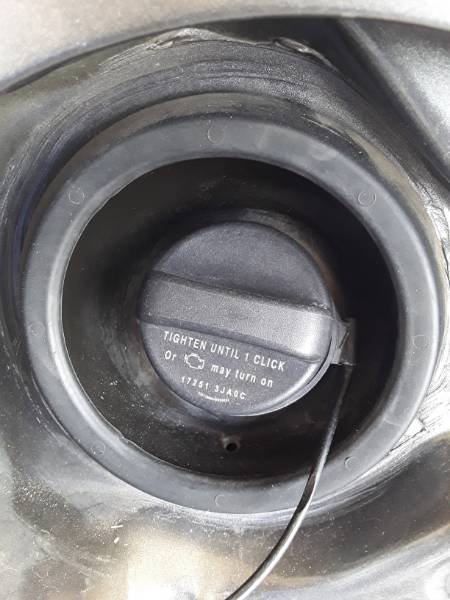 TIGHTEN UNTIL 1 CLICK
Or may turn on
17251 3JA0C